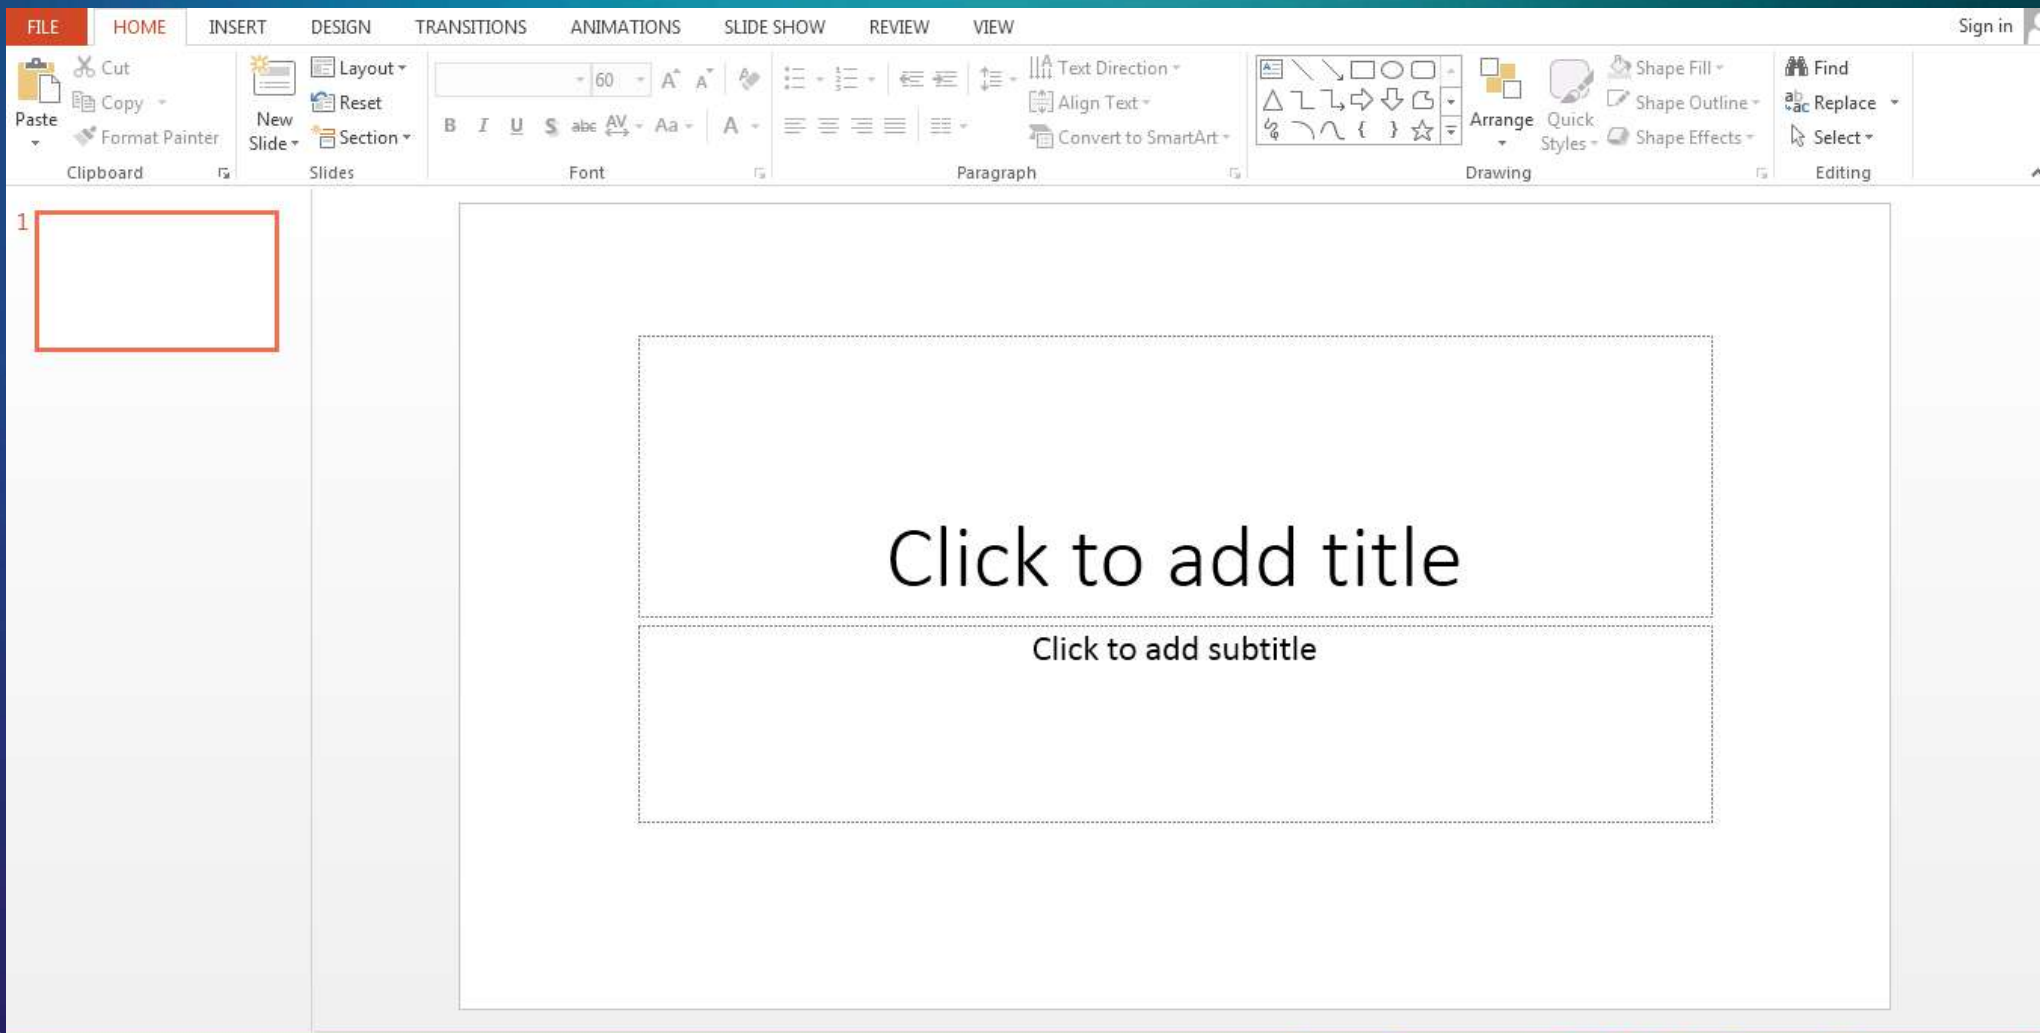 FILE HOME INSERT DESIGN TRANSITIONS ANIMATIONS SLIDE SHOW REVIEW VIEW Sign in
Paste
Cut
Copy
Format Painter
Clipboard
New
Slide
Layout
Reset
Section
Slides
60
A A
B I U S abc AV Aa A
Font
Text Direction
Align Text
Convert to SmartArt
Paragraph
Arrange
Quick
Styles
Shape Fill
Shape Outline
Shape Effects
Drawing
Find
Replace
Select
Editing
1
Click to add title
Click to add subtitle